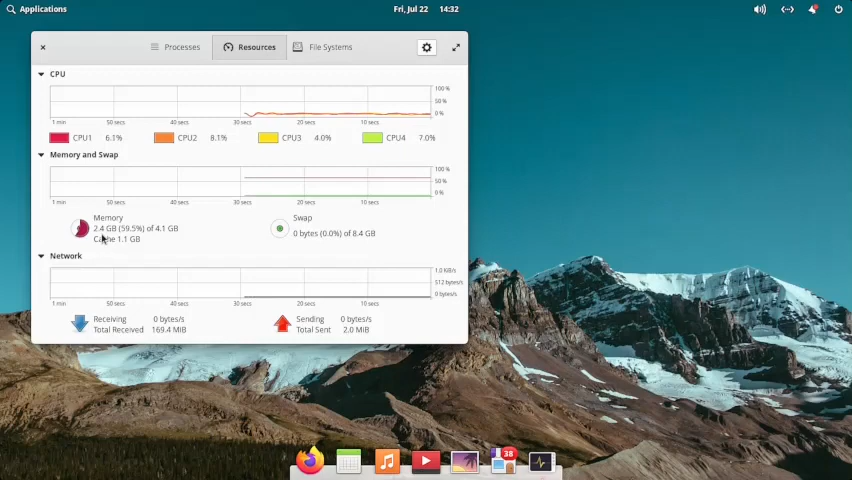 Applications
Fri, Jul 22 14:32
Processes
Resources
File Systems
CPU
100 %
50 %
0 %
1 min 50 secs 40 secs 30 secs 20 secs 10 secs
CPU1 6.1% CPU2 8.1% CPU3 4.0% CPU4 7.0%
Memory and Swap
100 %
50 %
0 %
1 min 50 secs 40 secs 30 secs 20 secs 10 secs
Memory
2.4 GB (59.5%) of 4.1 GB
Cache 1.1 GB
Swap
0 bytes (0.0%) of 8.4 GB
Network
1.0 KiB/s
512 bytes/s
0 bytes/s
1 min 50 secs 40 secs 30 secs 20 secs 10 secs
Receiving 0 bytes/s
Total Received 169.4 MiB
Sending 0 bytes/s
Total Sent 2.0 MiB
38